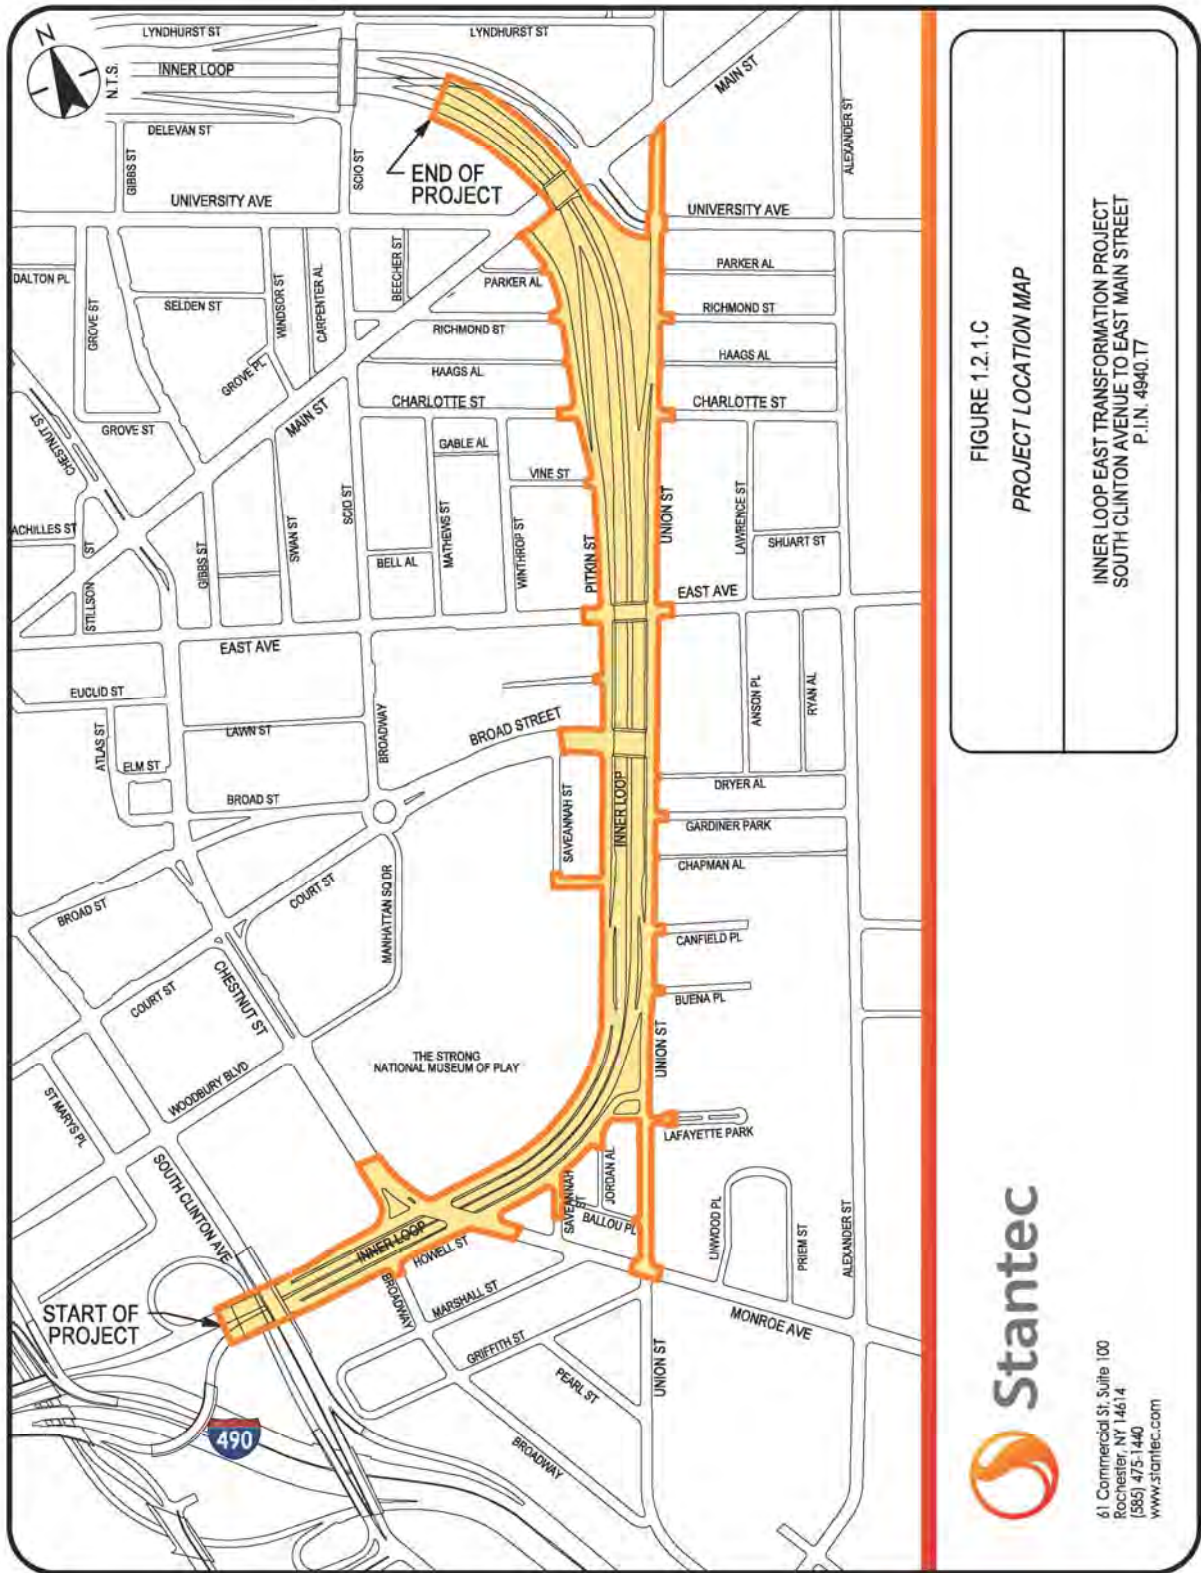 N
N.T.S.
LYNDHURST ST
LYNDHURST ST
INNER LOOP
MAIN ST
DELEVAN ST
GIBBS ST
SCIO ST
END OF
PROJECT
ALEXANDER ST
UNIVERSITY AVE
UNIVERSITY AVE
DALTON PL
GROVE ST
SELDEN ST
WINDSOR ST
CARPENTER AL
BEECHER ST
PARKER AL
PARKER AL
RICHMOND ST
RICHMOND ST
GROVE PL
HAAGS AL
HAAGS AL
CHARLOTTE ST
CHARLOTTE ST
MAIN ST
GROVE ST
CHESTNUT ST
GABLE AL
VINE ST
ACHILLES ST
STILLSON
ST
GIBBS ST
SWAN ST
SCIO ST
BELL AL
MATHEWS ST
WINTHROP ST
PITKIN ST
UNION ST
LAWRENCE ST
SHUART ST
EAST AVE
EAST AVE
EUCLID ST
ATLAS ST
ELM ST
LAWN ST
BROADWAY
BROAD STREET
ANSON PL
RYAN AL
BROAD ST
SAVEANNAH ST
INNER LOOP
DRYER AL
GARDINER PARK
CHAPMAN AL
MANHATTAN SQ DR
COURT ST
BROAD ST
COURT ST
CHESTNUT ST
CANFIELD PL
BUENA PL
WOODBURY BLVD
ST MARYS PL
THE STRONG
NATIONAL MUSEUM OF PLAY
UNION ST
LAFAYETTE PARK
SOUTH CLINTON AVE
SAVEANNAH
ST
JORDAN AL
BALLOU PL
INNER LOOP
HOWELL ST
BROADWAY
MARSHALL ST
LINWOOD PL
PRIEM ST
ALEXANDER ST
START OF
PROJECT
GRIFFITH ST
MONROE AVE
PEARL ST
UNION ST
490
BROADWAY
FIGURE 1.2.1.C
PROJECT LOCATION MAP
INNER LOOP EAST TRANSFORMATION PROJECT
SOUTH CLINTON AVENUE TO EAST MAIN STREET
P.I.N. 4940.T7
Stantec
61 Commercial St, Suite 100
Rochester, NY 14614
(585) 475-1440
www.stantec.com